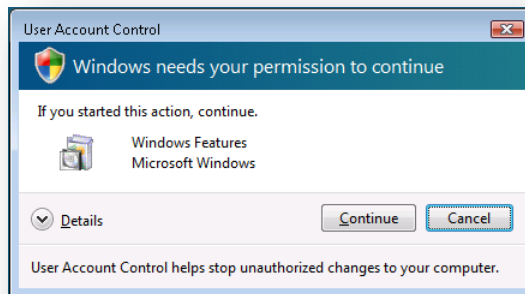 User Account Control
Windows needs your permission to continue
If you started this action, continue.
Windows Features
Microsoft Windows
Details
Continue
Cancel
User Account Control helps stop unauthorized changes to your computer.